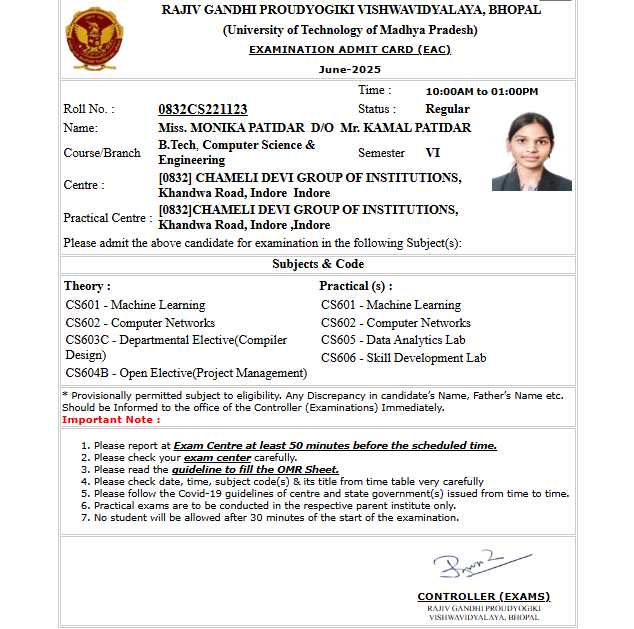 RAJIV GANDHI PROUDYOGIKI VISHWAVIDYALAYA, BHOPAL
(University of Technology of Madhya Pradesh)
EXAMINATION ADMIT CARD (EAC)
June-2025
Time : 10:00AM to 01:00PM
Roll No. : 0832CS221123 Status : Regular
Name: Miss. MONIKA PATIDAR D/O Mr. KAMAL PATIDAR
Course/Branch B.Tech, Computer Science & Engineering Semester VI
Centre : [0832] CHAMELI DEVI GROUP OF INSTITUTIONS,
Khandwa Road, Indore Indore
Practical Centre : [0832]CHAMELI DEVI GROUP OF INSTITUTIONS,
Khandwa Road, Indore ,Indore
Please admit the above candidate for examination in the following Subject(s):
Subjects & Code
Theory :
CS601 - Machine Learning
CS602 - Computer Networks
CS603C - Departmental Elective(Compiler
Design)
CS604B - Open Elective(Project Management)
Practical (s) :
CS601 - Machine Learning
CS602 - Computer Networks
CS605 - Data Analytics Lab
CS606 - Skill Development Lab
* Provisionally permitted subject to eligibility. Any Discrepancy in candidate's Name, Father's Name etc.
Should be Informed to the office of the Controller (Examinations) Immediately.
Important Note :
1. Please report at Exam Centre at least 50 minutes before the scheduled time.
2. Please check your exam center carefully.
3. Please read the guideline to fill the OMR Sheet.
4. Please check date, time, subject code(s) & its title from time table very carefully
5. Please follow the Covid-19 guidelines of centre and state government(s) issued from time to time.
6. Practical exams are to be conducted in the respective parent institute only.
7. No student will be allowed after 30 minutes of the start of the examination.
CONTROLLER (EXAMS)
RAJIV GANDHI PROUDYOGIKI
VISHWAVIDYALAYA, BHOPAL